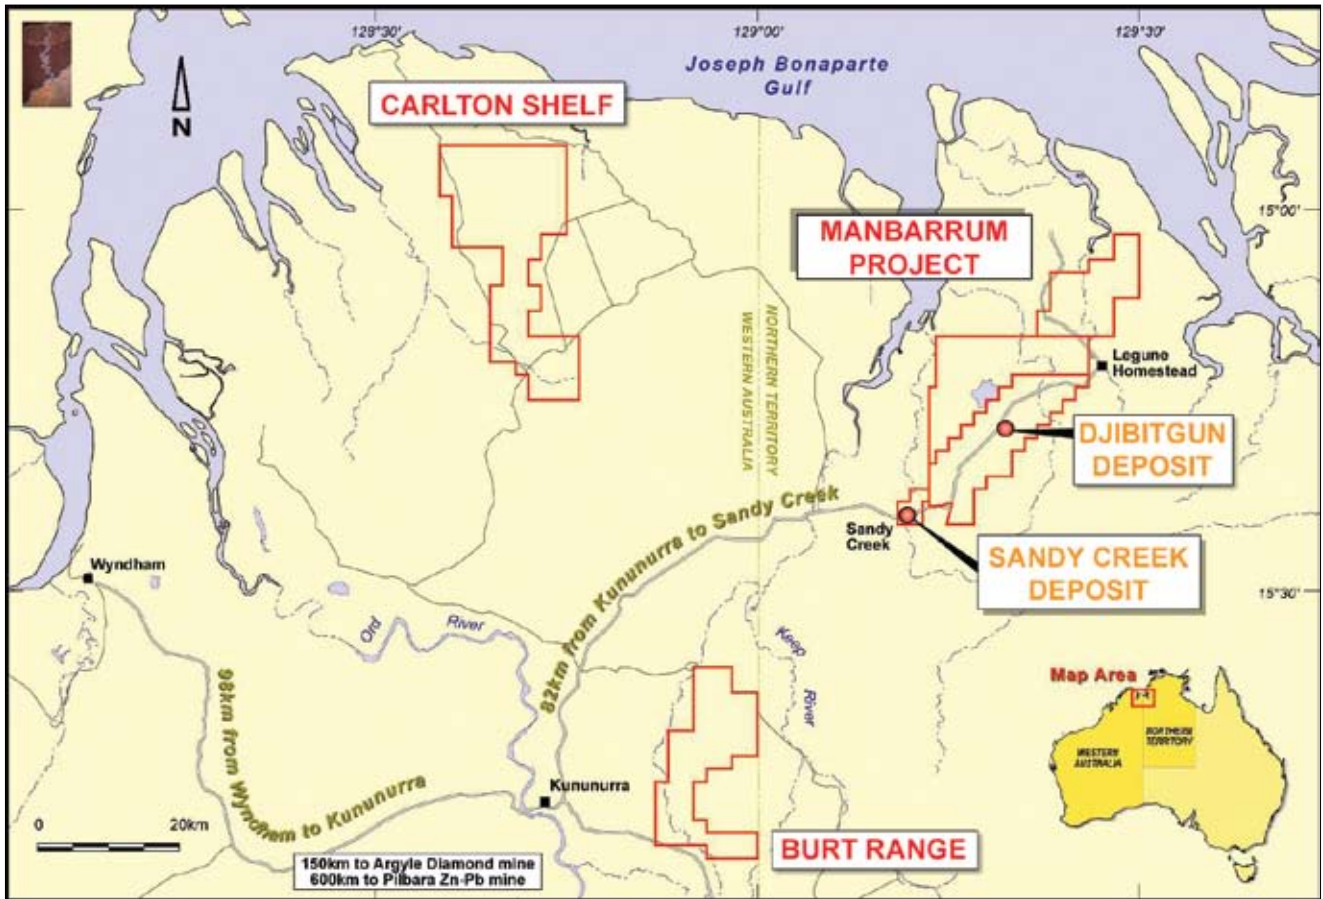 129°30'
129°00'
129°30'
Joseph Bonaparte
Gulf
N
CARLTON SHELF
15°00'
MANBARRUM
PROJECT
NORTHERN TERRITORY
WESTERN AUSTRALIA
Legune
Homestead
DJIBITGUN
DEPOSIT
82km from Kununurra to Sandy Creek
Sandy
Creek
SANDY CREEK
DEPOSIT
Wyndham
15°30'
Ord
River
Keep
River
98km from Wyndham to Kununurra
Map Area
WESTERN
AUSTRALIA
NORTHERN
TERRITORY
Kununurra
0
20km
BURT RANGE
150km to Argyle Diamond mine
600km to Pilbara Zn-Pb mine